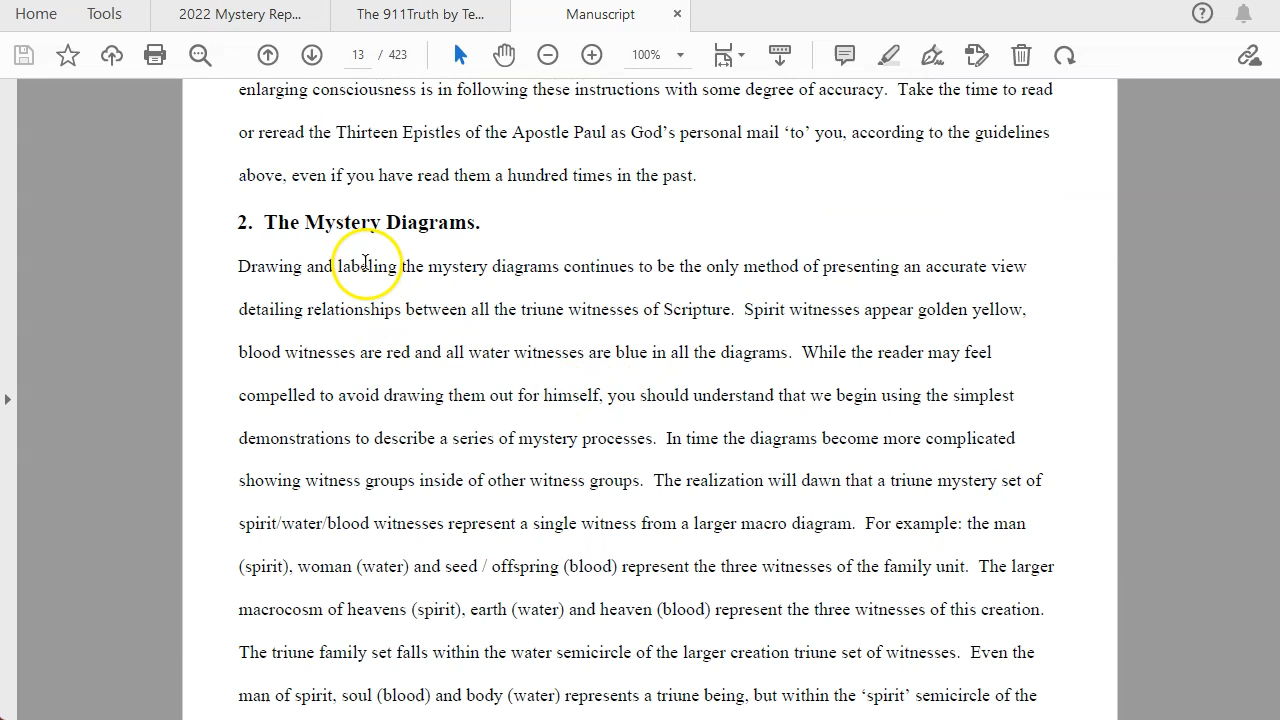 Home Tools 2022 Mystery Rep... The 911Truth by Te... Manuscript
13 / 423 100%
enlarging consciousness is in following these instructions with some degree of accuracy. Take the time to read
or reread the Thirteen Epistles of the Apostle Paul as God’s personal mail ‘to’ you, according to the guidelines
above, even if you have read them a hundred times in the past.
2. The Mystery Diagrams.
Drawing and labeling the mystery diagrams continues to be the only method of presenting an accurate view
detailing relationships between all the triune witnesses of Scripture. Spirit witnesses appear golden yellow,
blood witnesses are red and all water witnesses are blue in all the diagrams. While the reader may feel
compelled to avoid drawing them out for himself, you should understand that we begin using the simplest
demonstrations to describe a series of mystery processes. In time the diagrams become more complicated
showing witness groups inside of other witness groups. The realization will dawn that a triune mystery set of
spirit/water/blood witnesses represent a single witness from a larger macro diagram. For example: the man
(spirit), woman (water) and seed / offspring (blood) represent the three witnesses of the family unit. The larger
macrocosm of heavens (spirit), earth (water) and heaven (blood) represent the three witnesses of this creation.
The triune family set falls within the water semicircle of the larger creation triune set of witnesses. Even the
man of spirit, soul (blood) and body (water) represents a triune being, but within the ‘spirit’ semicircle of the